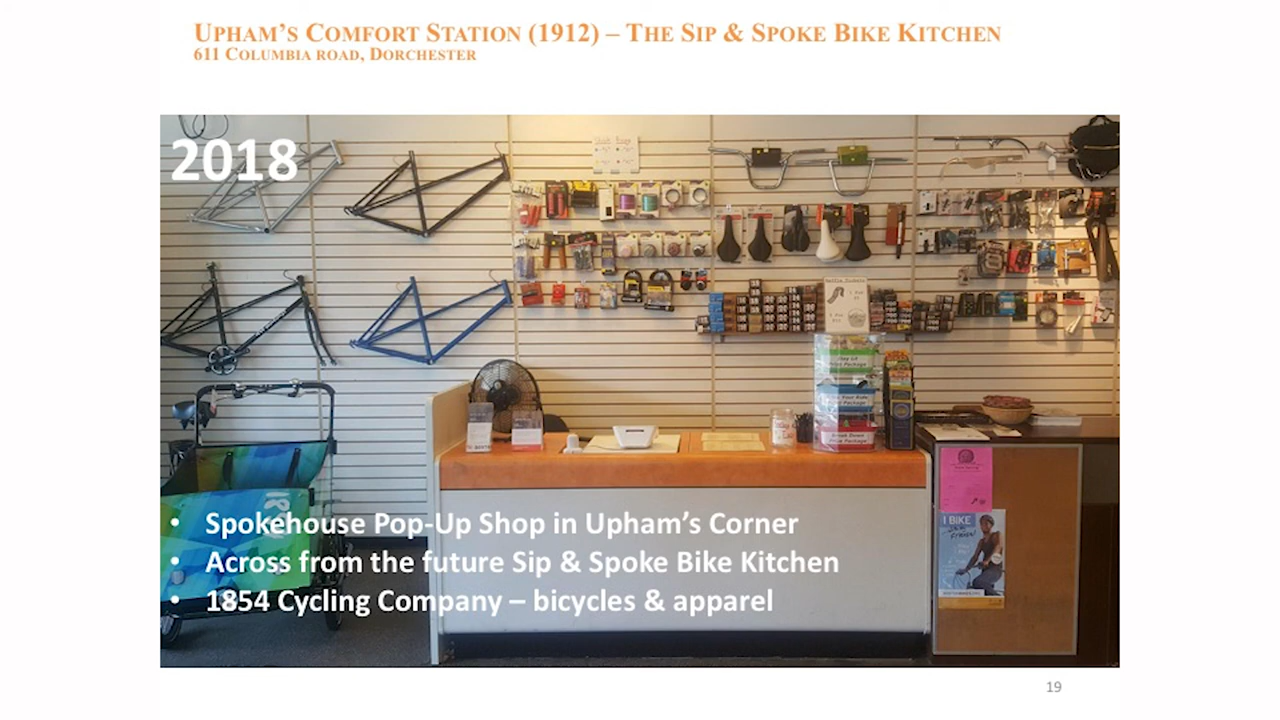 UPHAM'S COMFORT STATION (1912) – THE SIP & SPOKE BIKE KITCHEN
611 COLUMBIA ROAD, DORCHESTER
2018
I BIKE
• Spokehouse Pop-Up Shop in Upham's Corner
• Across from the future Sip & Spoke Bike Kitchen
• 1854 Cycling Company – bicycles & apparel
19